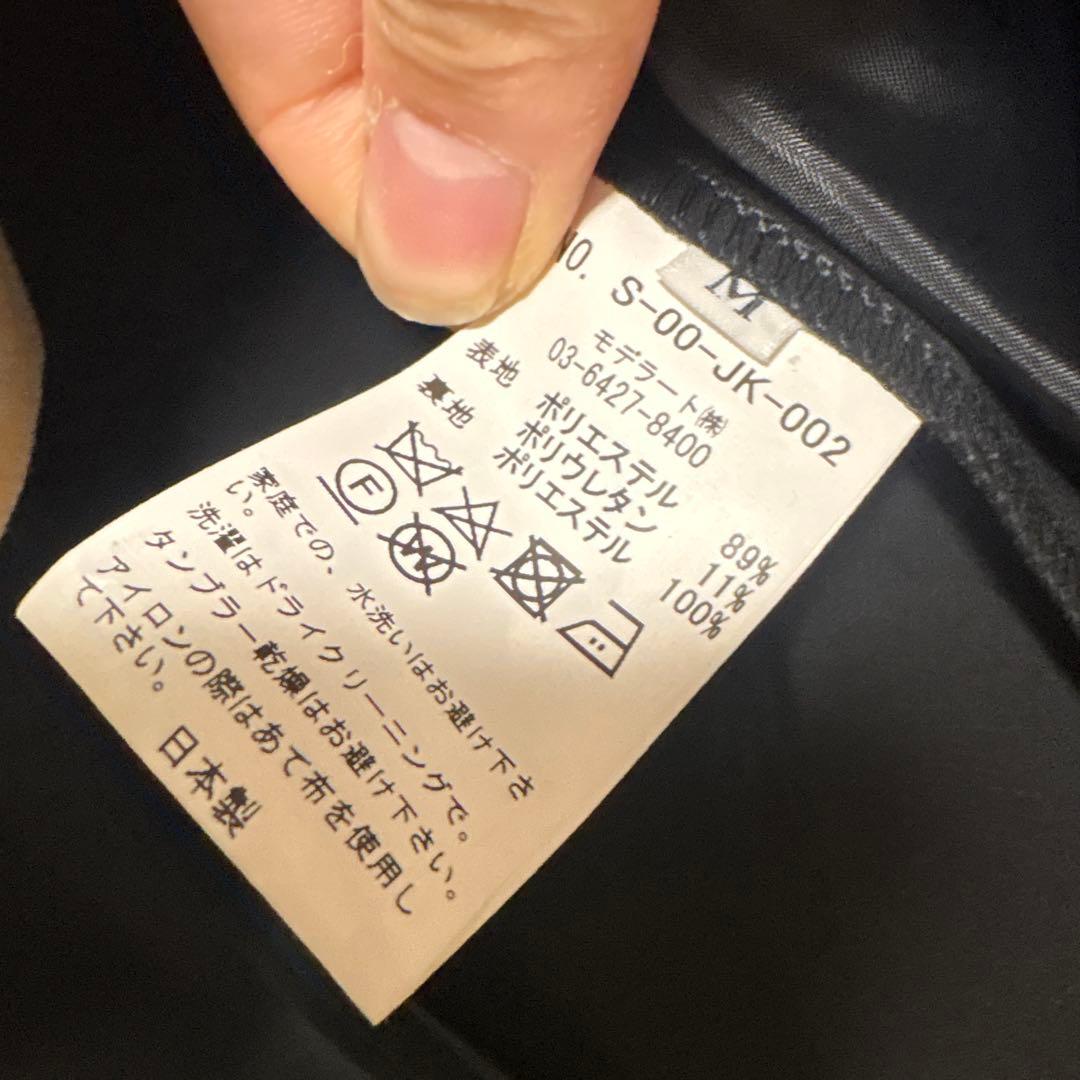 M
NO. S-00-JK-002
モデラート㈱
03-6427-8400
表地 ポリエステル 89%
ポリウレタン 11%
裏地 ポリエステル 100%
F
W
家庭での、水洗いはお避け下さ
い。
洗濯はドライクリーニングで。
タンブラー乾燥はお避け下さい。
アイロンの際はあて布を使用し
て下さい。
日本製